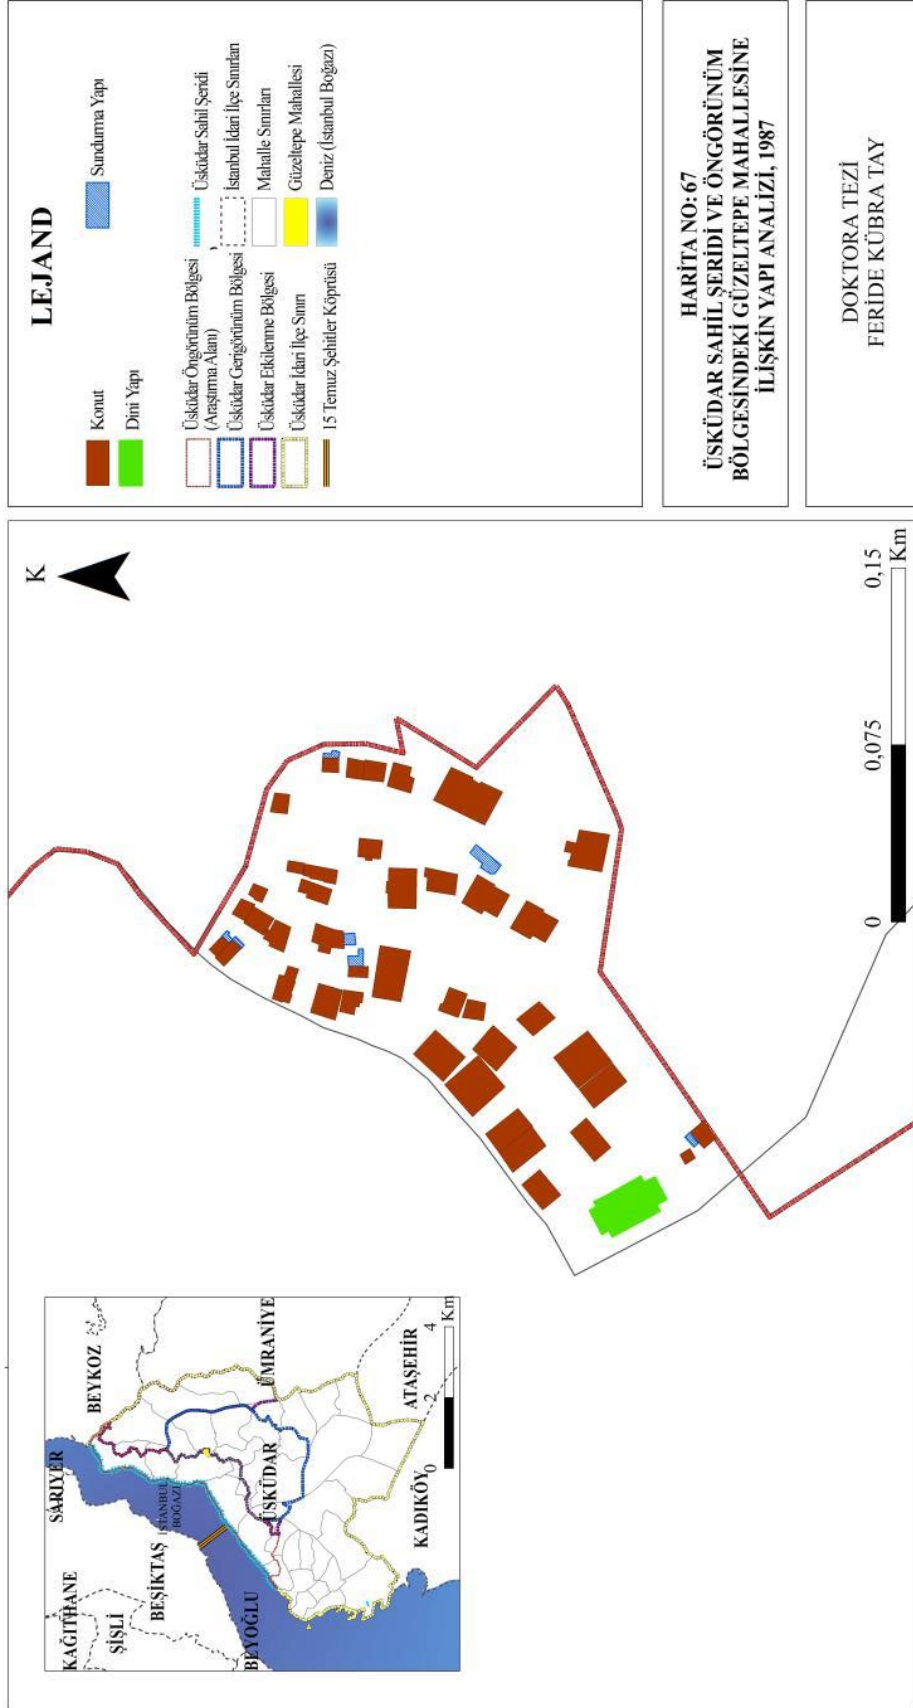 KAĞITHANE
ŞİŞLİ
BEŞİKTAŞ
BEYOĞLU
SARIYER
İSTANBUL
BOĞAZI
BEYKOZ
ÜSKÜDAR
ÜMRANİYE
KADIKÖY
ATAŞEHİR
0
2
4
Km
K
0
0,075
0,15
Km
LEJAND
Konut
Sundurma Yapı
Dini Yapı
Üsküdar Öngörünüm Bölgesi
(Araştırma Alanı)
Üsküdar Sahil Şeridi
,
Üsküdar Gerigörünüm Bölgesi
İstanbul İdari İlçe Sınırları
Üsküdar Etkilenme Bölgesi
Mahalle Sınırları
Üsküdar İdari İlçe Sınırı
Güzeltepe Mahallesi
15 Temuz Şehitler Köprüsü
Deniz (İstanbul Boğazı)
HARİTA NO: 67
ÜSKÜDAR SAHİL ŞERİDİ VE ÖNGÖRÜNÜM
BÖLGESİNDEKİ GÜZELTEPE MAHALLESİNE
İLİŞKİN YAPI ANALİZİ, 1987
DOKTORA TEZİ
FERİDE KÜBRA TAY